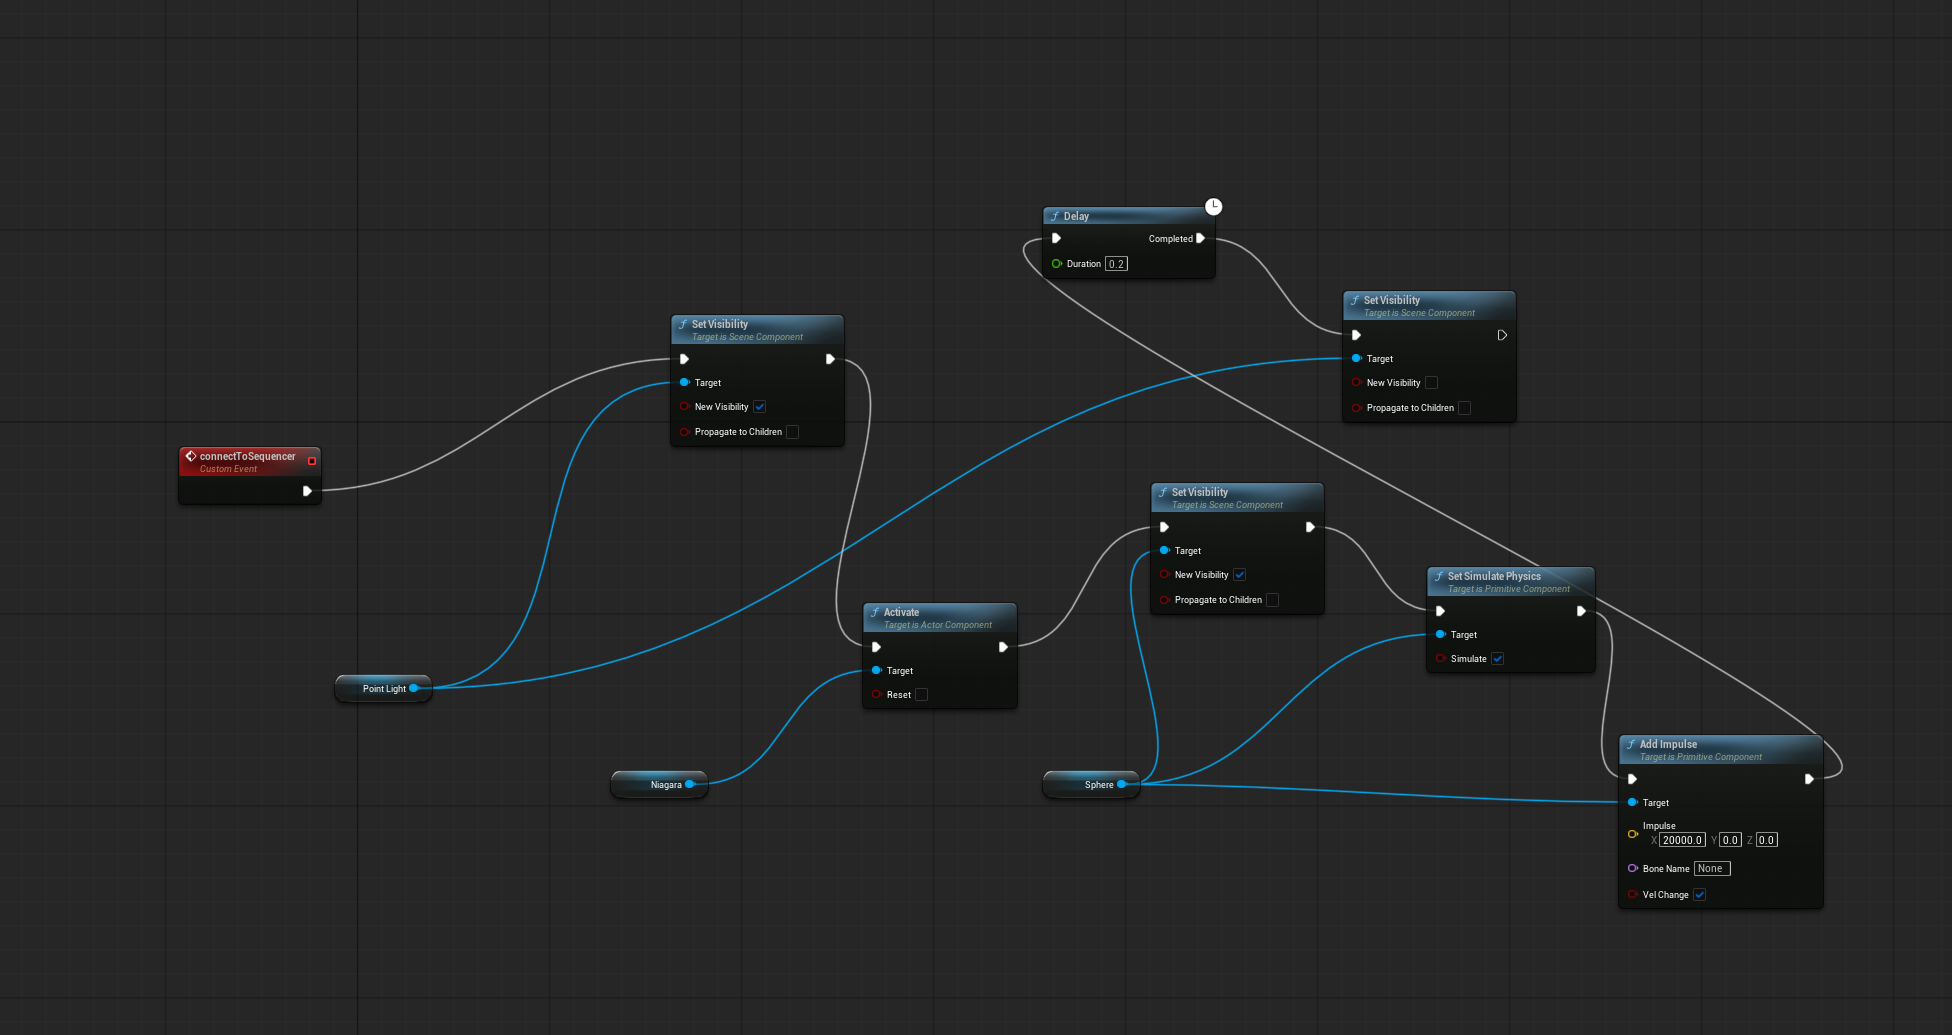 connectToSequencer
Custom Event
Point Light
Set Visibility
Target is Scene Component
Target
New Visibility
Propagate to Children
Niagara
Activate
Target is Actor Component
Target
Reset
Delay
Completed
Duration 0.2
Set Visibility
Target is Scene Component
Target
New Visibility
Propagate to Children
Sphere
Set Visibility
Target is Scene Component
Target
New Visibility
Propagate to Children
Set Simulate Physics
Target is Primitive Component
Target
Simulate
Add Impulse
Target is Primitive Component
Target
Impulse
X 20000.0 Y 0.0 Z 0.0
Bone Name None
Vel Change